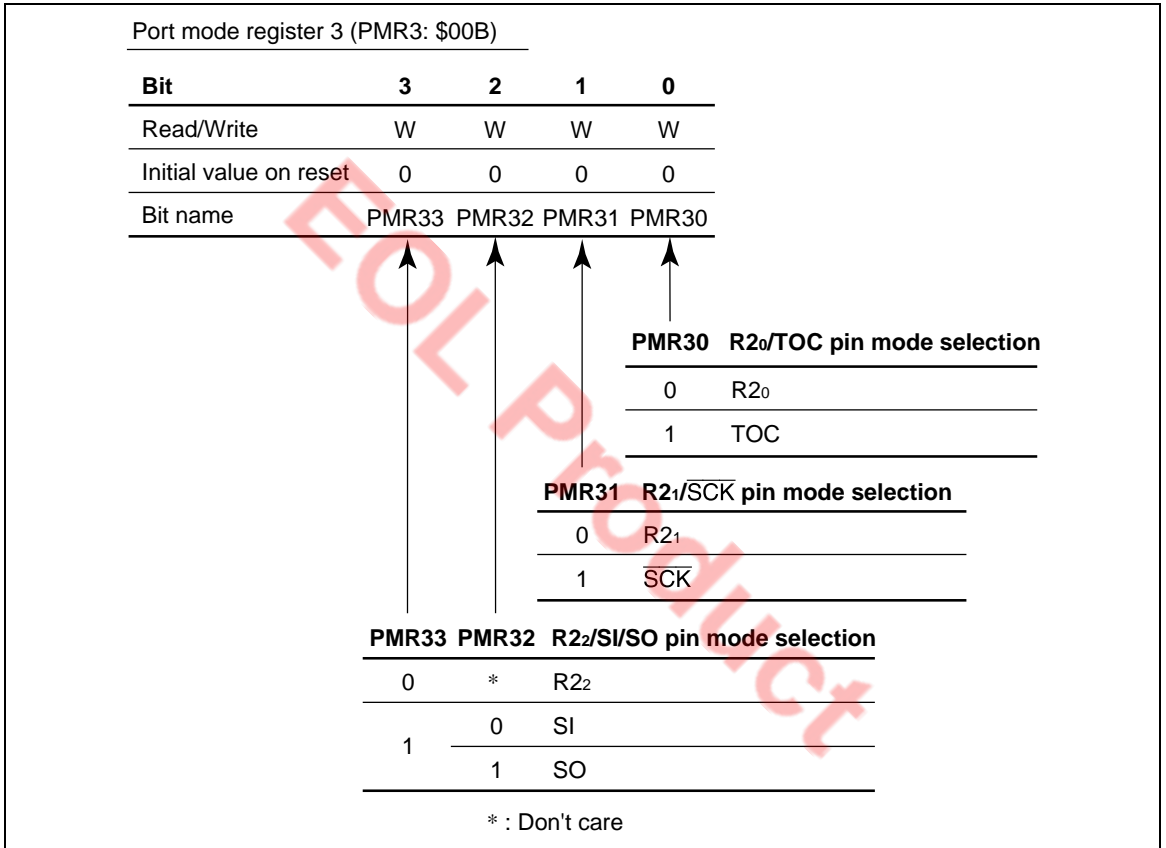 Port mode register 3 (PMR3: $00B)
Bit 3 2 1 0
Read/Write W W W W
Initial value on reset 0 0 0 0
Bit name PMR33 PMR32 PMR31 PMR30
PMR30 R20/TOC pin mode selection
0 R20
1 TOC
PMR31 R21/S̅C̅K̅ pin mode selection
0 R21
1 S̅C̅K̅
PMR33 PMR32 R22/SI/SO pin mode selection
0 * R22
1 0 SI
1 SO
* : Don't care
EOL Product